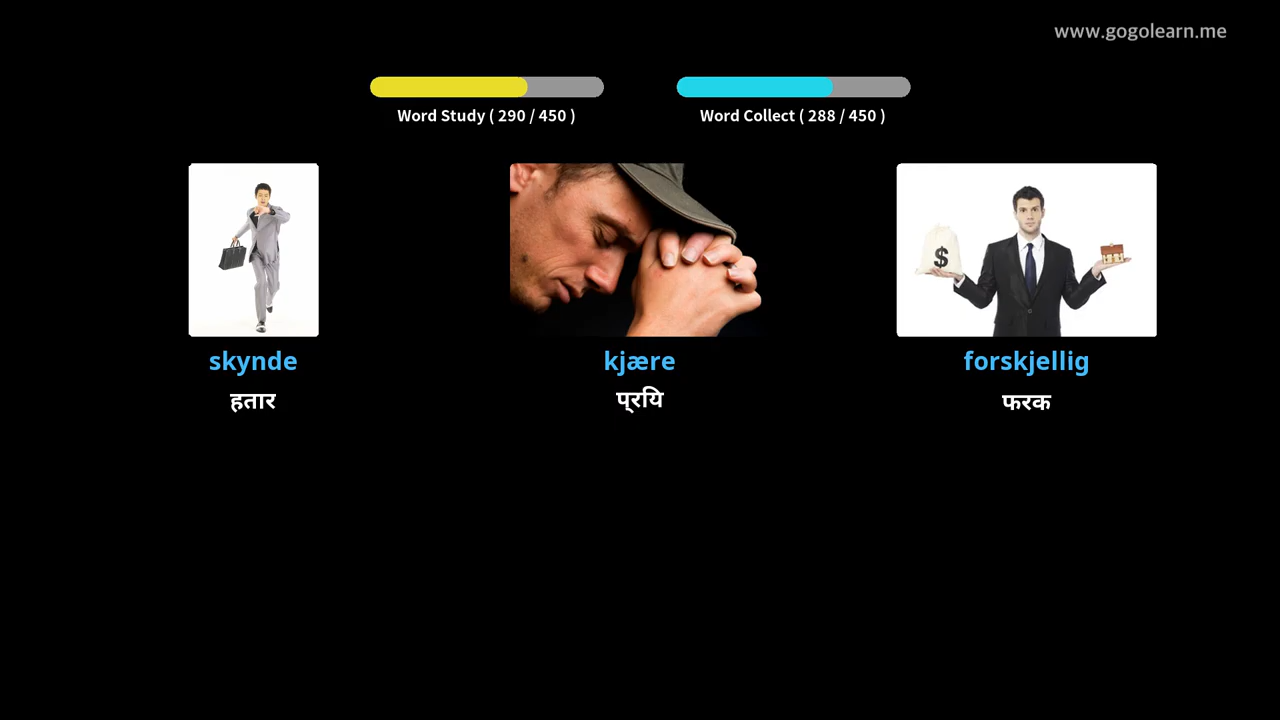 www.gogolearn.me
Word Study ( 290 / 450 )
Word Collect ( 288 / 450 )
$
skynde
kjære
forskjellig
हतार
प्रयि
फरक